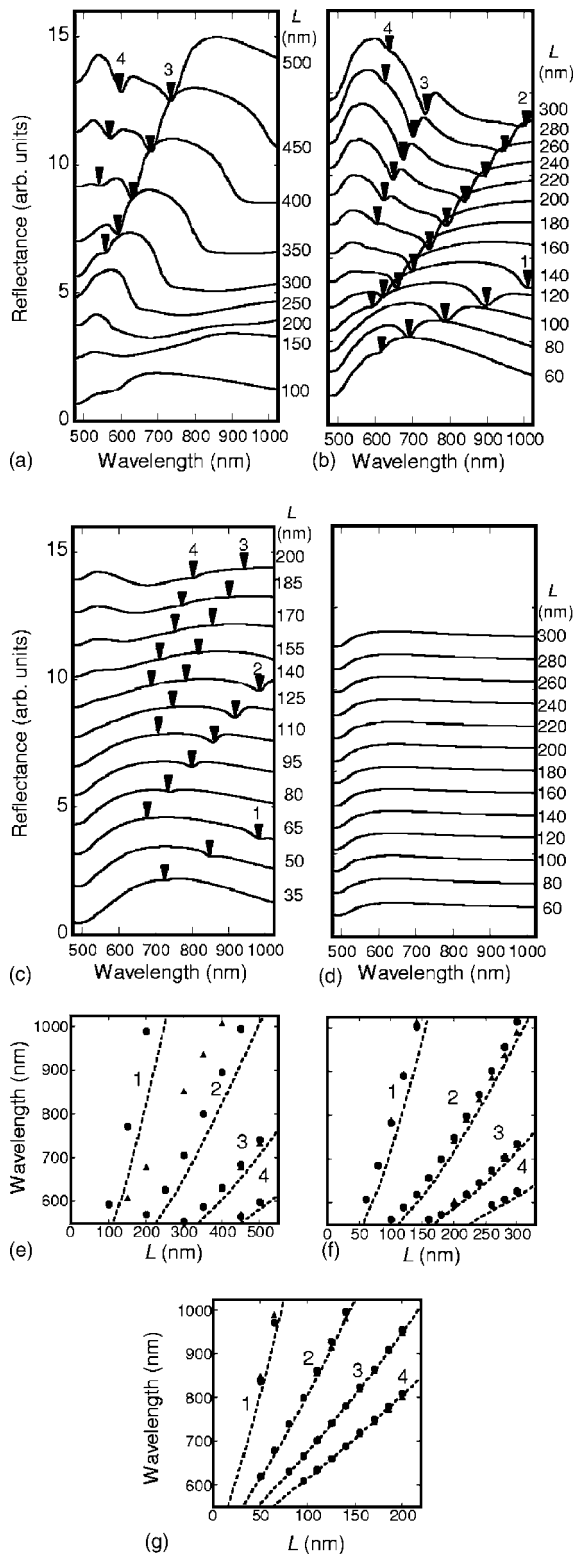 L
(nm)
15
10
5
0
Reflectance (arb. units)
4
3
500
450
400
350
300
250
200
150
100
500 600 700 800 900 1000
Wavelength (nm)
(a)
L
(nm)
4
3
2
1
300
280
260
240
220
200
180
160
140
120
100
80
60
500 600 700 800 900 1000
Wavelength (nm)
(b)
L
(nm)
15
10
5
0
Reflectance (arb. units)
4
3
2
1
200
185
170
155
140
125
110
95
80
65
50
35
500 600 700 800 900 1000
Wavelength (nm)
(c)
L
(nm)
300
280
260
240
220
200
180
160
140
120
100
80
60
500 600 700 800 900 1000
Wavelength (nm)
(d)
1000
900
800
700
600
Wavelength (nm)
1
2
3
4
0 100 200 300 400 500
L (nm)
(e)
1
2
3
4
0 50 100 150 200 250 300
L (nm)
(f)
1000
900
800
700
600
Wavelength (nm)
1
2
3
4
0 50 100 150 200
L (nm)
(g)